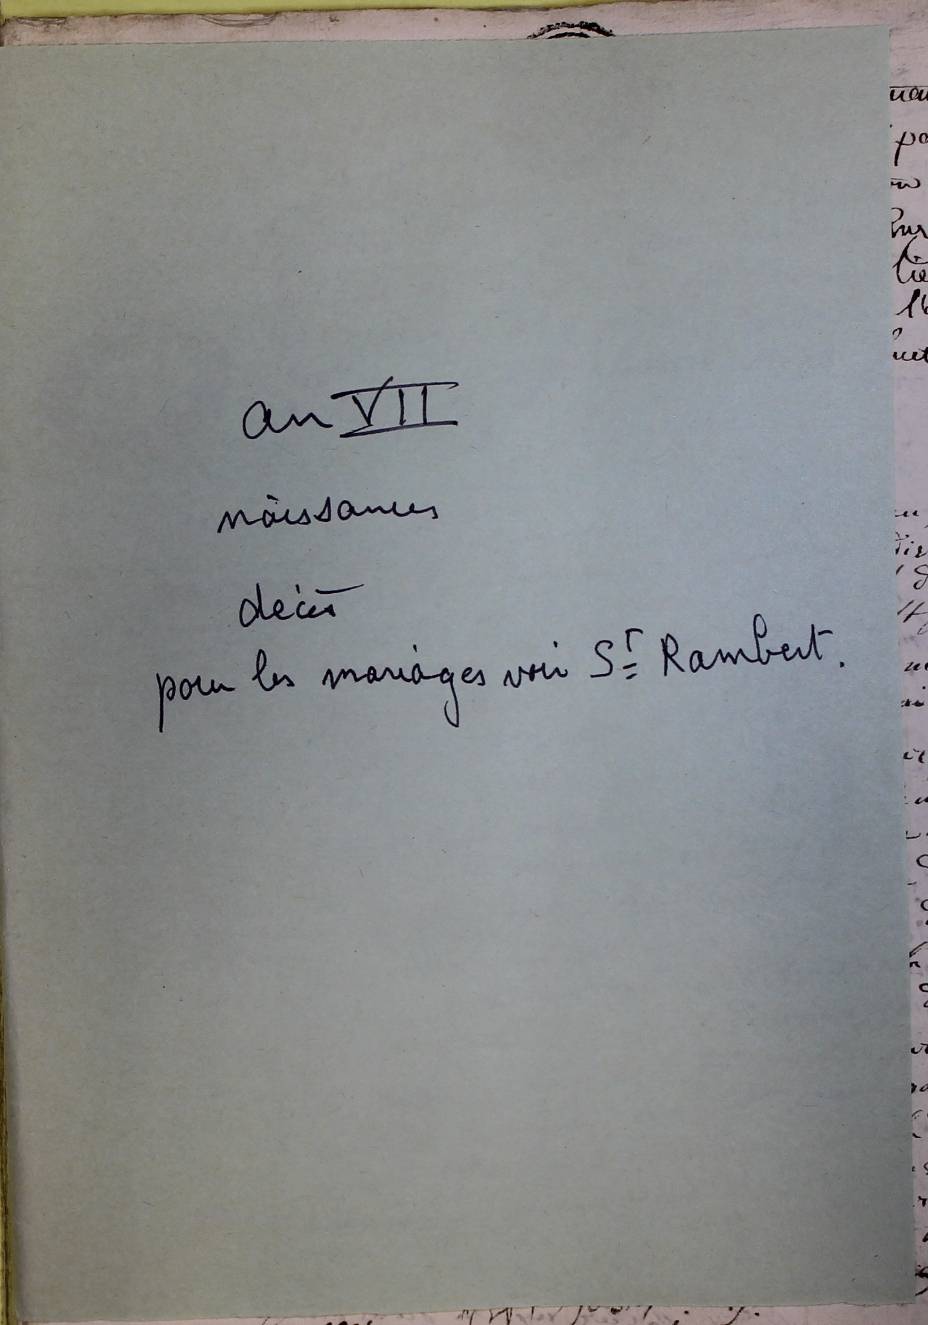 an VII
naissances
décès
pour les mariages voir St Rambert.